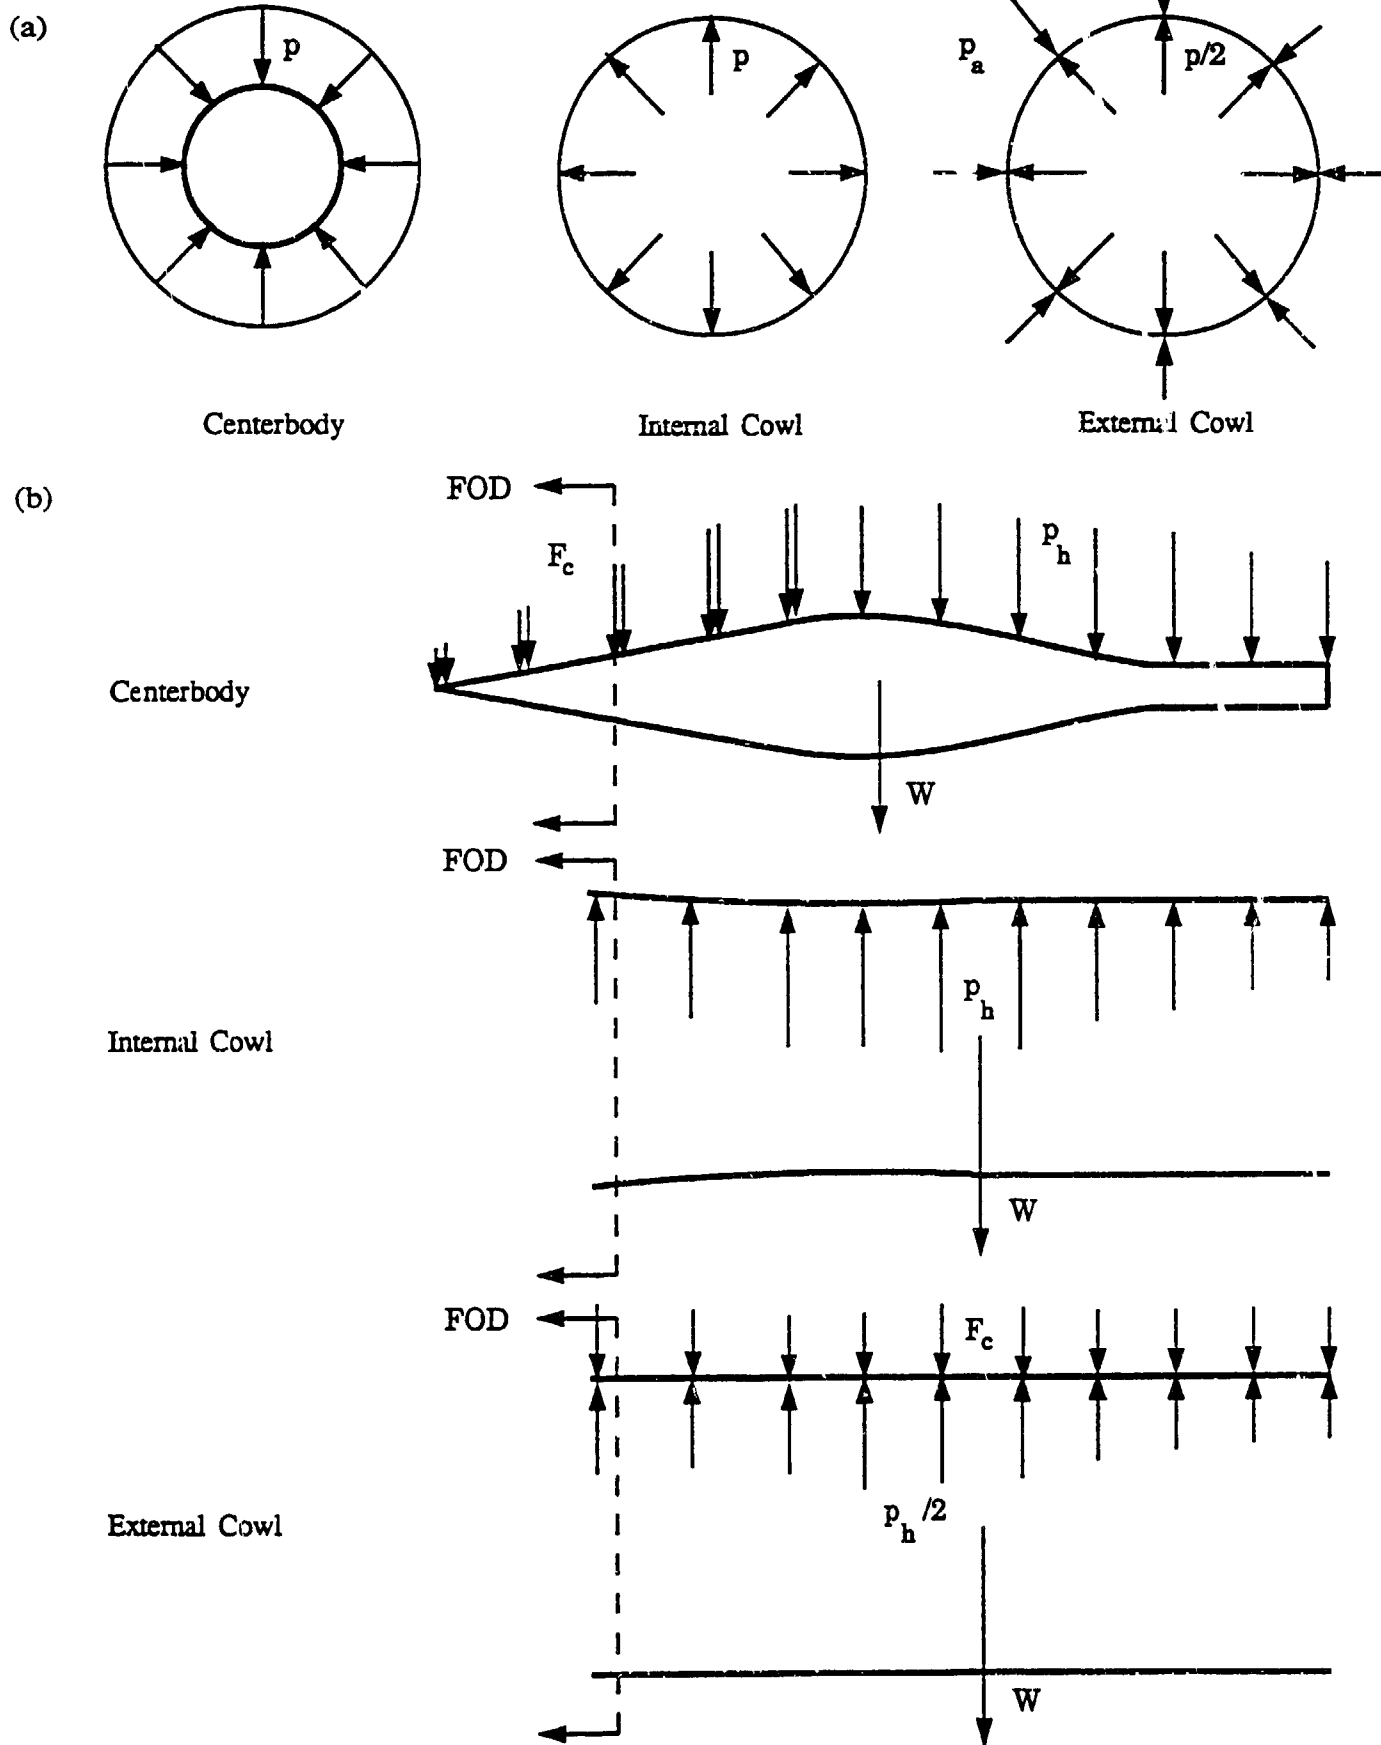 (a)
p
p
p_a
p/2
Centerbody
Internal Cowl
External Cowl
(b)
FOD
F_c
p_h
Centerbody
W
FOD
p_h
Internal Cowl
W
FOD
F_c
p_h /2
External Cowl
W